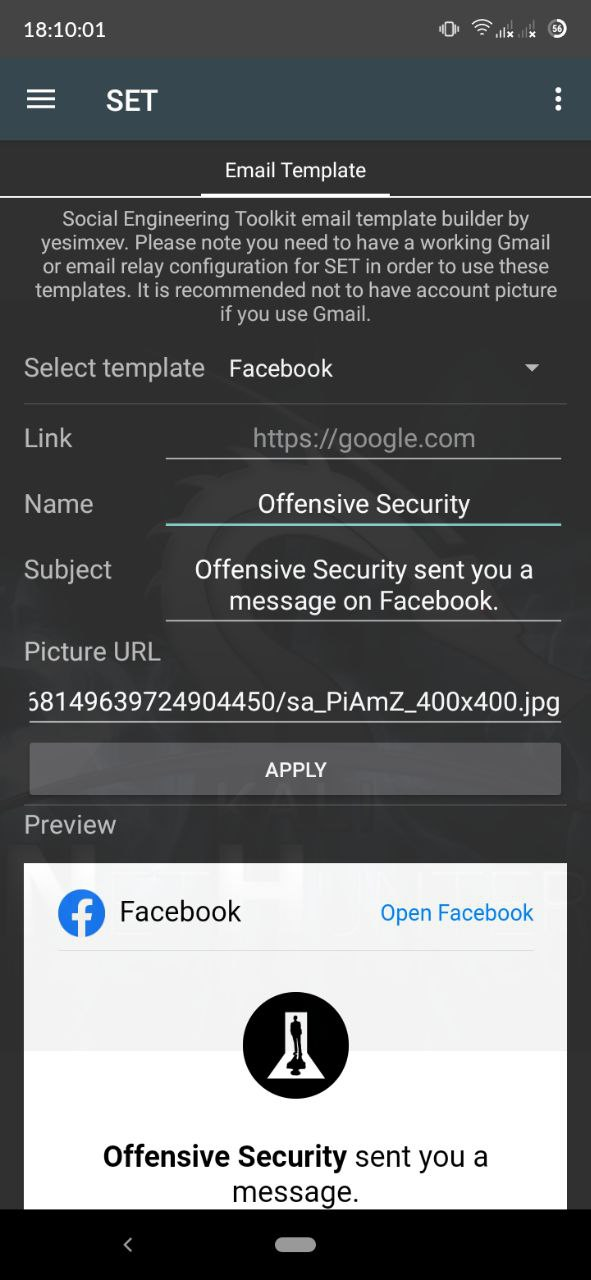 18:10:01
56
SET
Email Template
Social Engineering Toolkit email template builder by
yesimxev. Please note you need to have a working Gmail
or email relay configuration for SET in order to use these
templates. It is recommended not to have account picture
if you use Gmail.
Select template Facebook
Link https://google.com
Name Offensive Security
Subject Offensive Security sent you a
message on Facebook.
Picture URL
68149639724904450/sa_PiAmZ_400x400.jpg
APPLY
KALI
Preview
NETHUNTER
Facebook Open Facebook
Offensive Security sent you a
message.